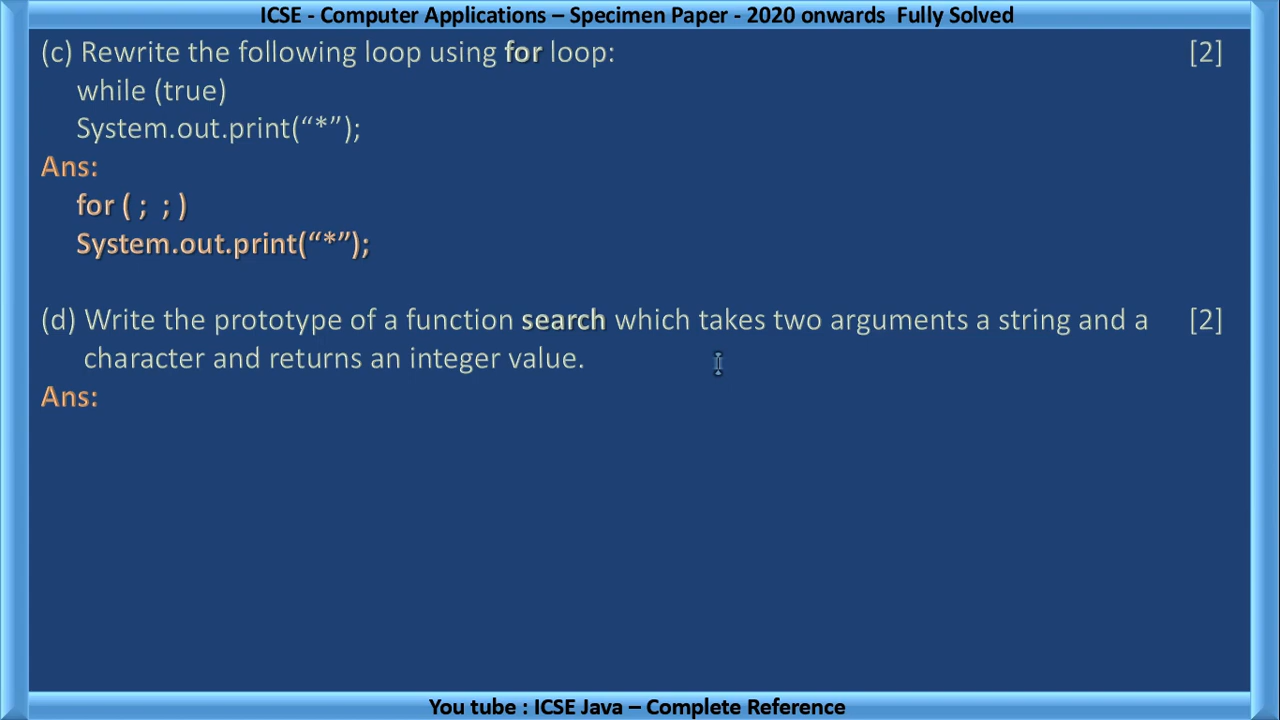 ICSE - Computer Applications – Specimen Paper - 2020 onwards Fully Solved
(c) Rewrite the following loop using for loop: [2]
while (true)
System.out.print(“*”);
Ans:
for ( ; ; )
System.out.print(“*”);
(d) Write the prototype of a function search which takes two arguments a string and a [2]
character and returns an integer value.
Ans:
You tube : ICSE Java – Complete Reference